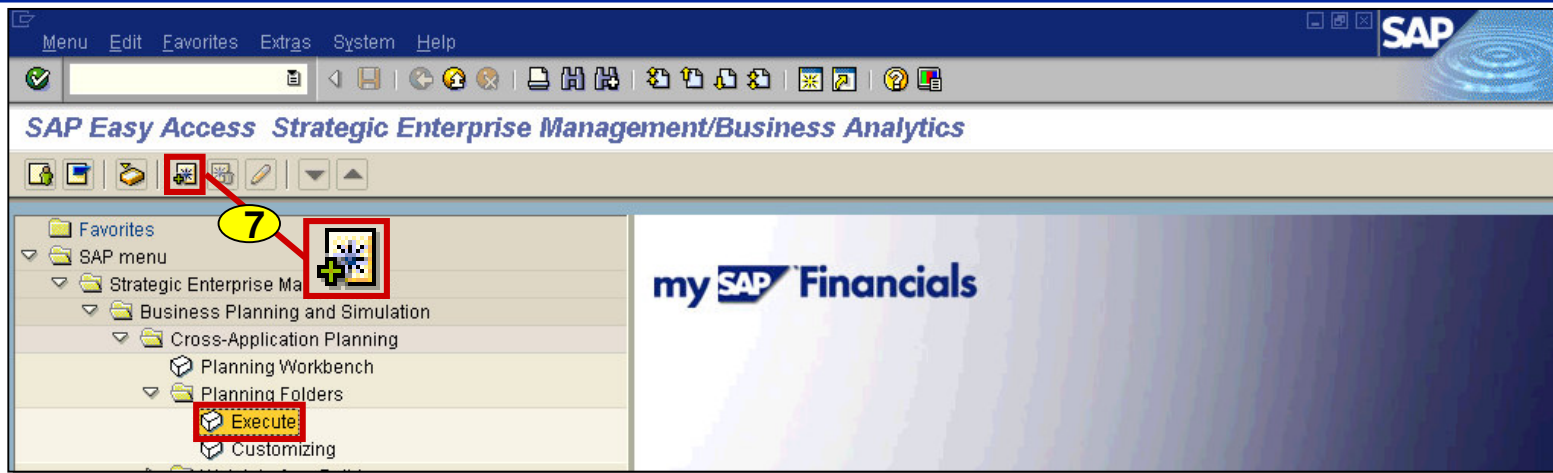 Menu Edit Favorites Extras System Help
SAP
SAP Easy Access Strategic Enterprise Management/Business Analytics
7
Favorites
SAP menu
Strategic Enterprise Ma
Business Planning and Simulation
Cross-Application Planning
Planning Workbench
Planning Folders
Execute
Customizing
my SAP Financials